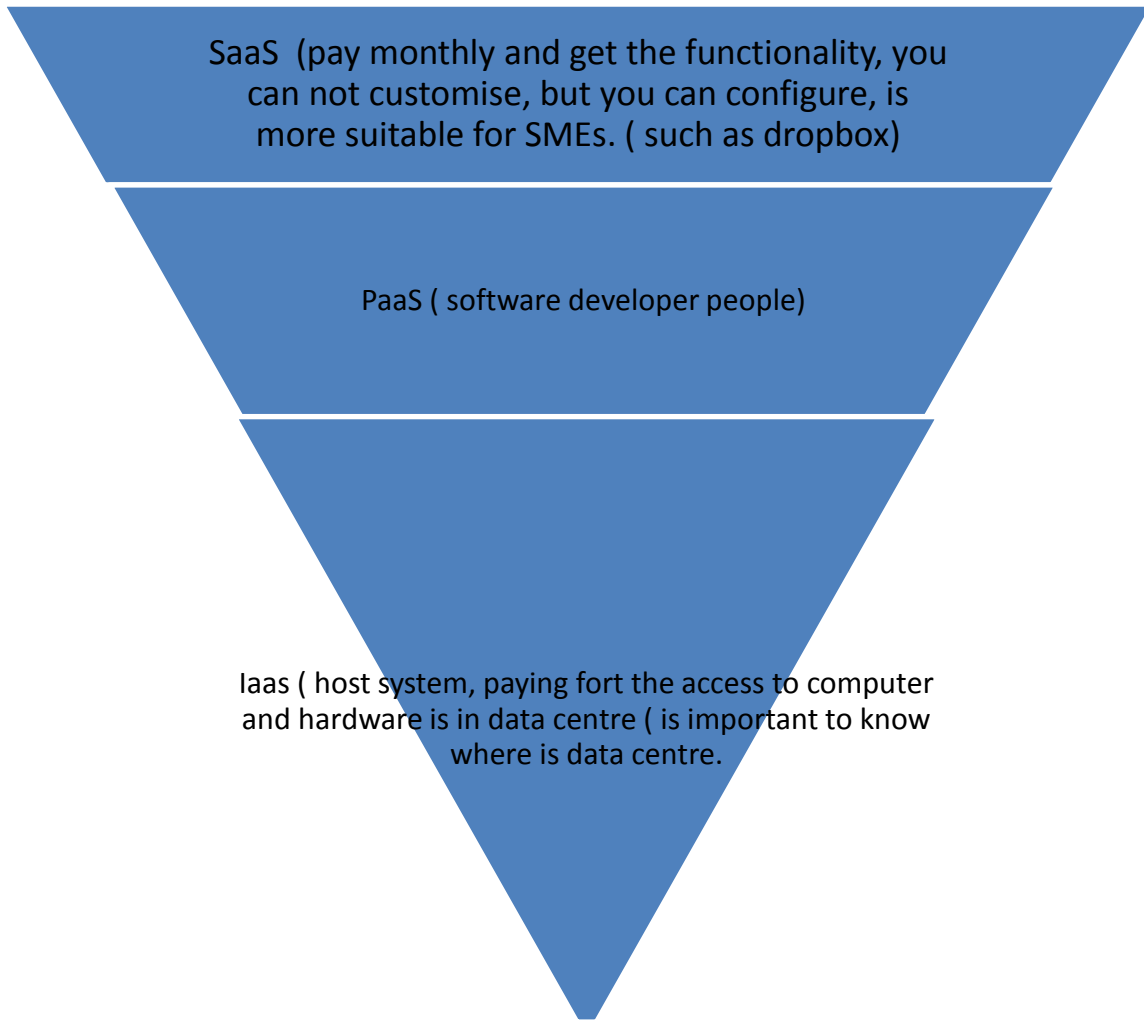 SaaS  (pay monthly and get the functionality, you
can not customise, but you can configure, is
more suitable for SMEs. ( such as dropbox)
PaaS ( software developer people)
Iaas ( host system, paying fort the access to computer
and hardware is in data centre ( is important to know
where is data centre.